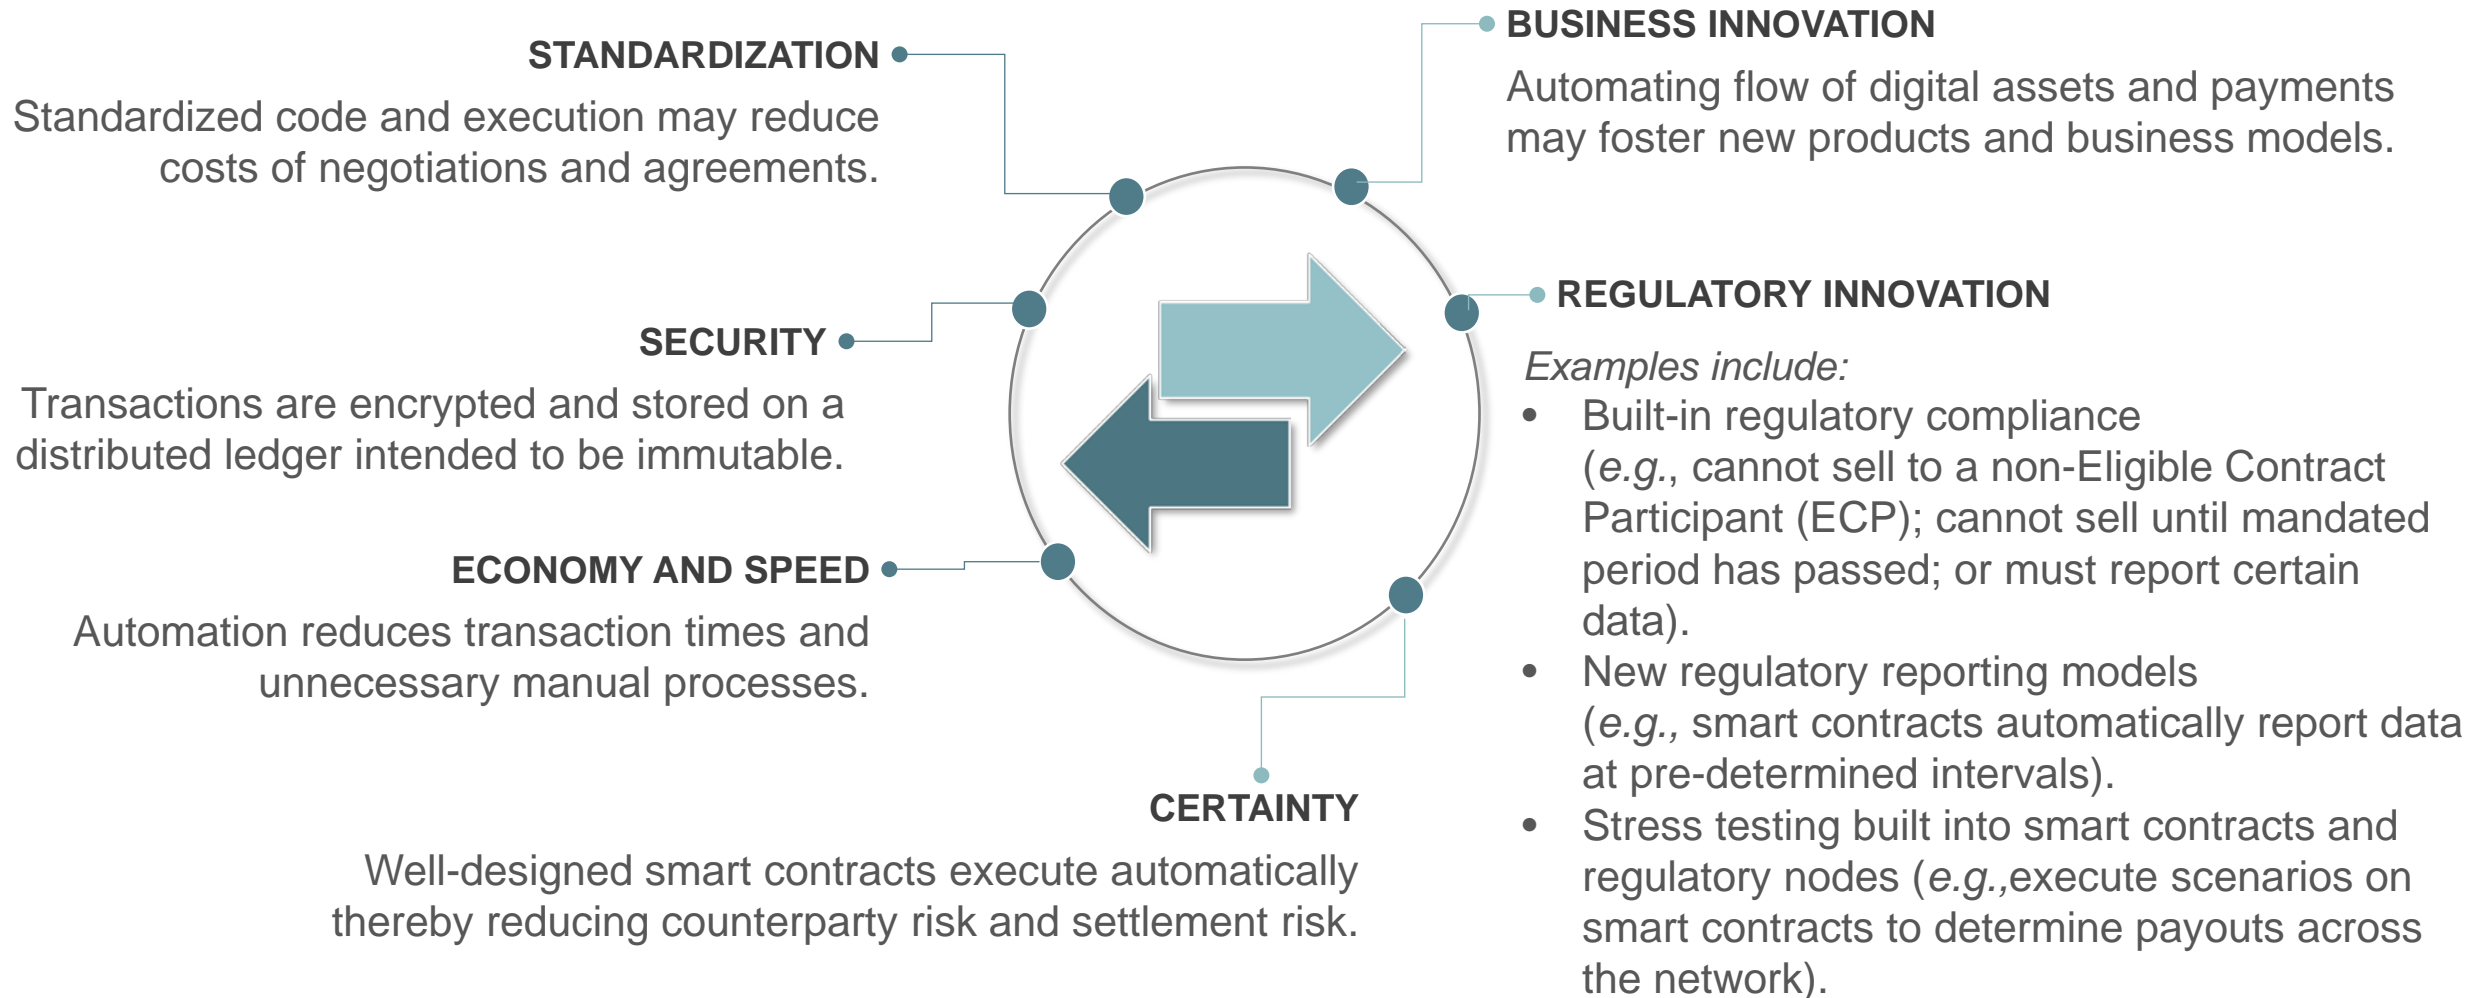 STANDARDIZATION
Standardized code and execution may reduce
costs of negotiations and agreements.
SECURITY
Transactions are encrypted and stored on a
distributed ledger intended to be immutable.
ECONOMY AND SPEED
Automation reduces transaction times and
unnecessary manual processes.
CERTAINTY
Well-designed smart contracts execute automatically
thereby reducing counterparty risk and settlement risk.
BUSINESS INNOVATION
Automating flow of digital assets and payments
may foster new products and business models.
REGULATORY INNOVATION
Examples include:
• Built-in regulatory compliance
(e.g., cannot sell to a non-Eligible Contract
Participant (ECP); cannot sell until mandated
period has passed; or must report certain
data).
• New regulatory reporting models
(e.g., smart contracts automatically report data
at pre-determined intervals).
• Stress testing built into smart contracts and
regulatory nodes (e.g.,execute scenarios on
smart contracts to determine payouts across
the network).